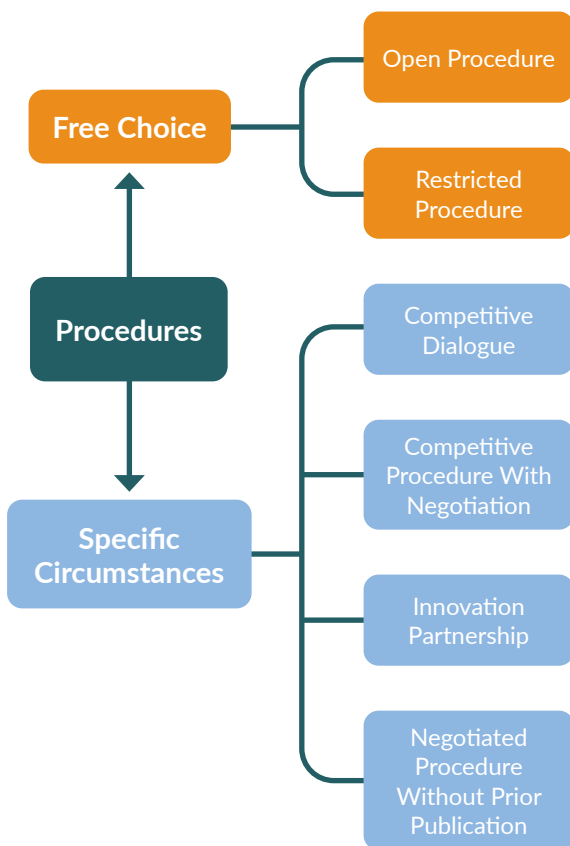 Open Procedure
Free Choice
Restricted
Procedure
Procedures
Competitive
Dialogue
Competitive
Procedure With
Negotiation
Specific
Circumstances
Innovation
Partnership
Negotiated
Procedure
Without Prior
Publication